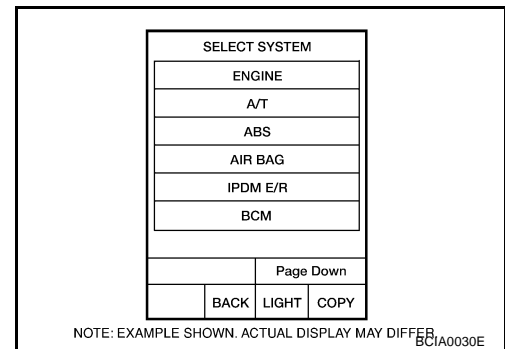 SELECT SYSTEM
ENGINE
A/T
ABS
AIR BAG
IPDM E/R
BCM
Page Down
BACK LIGHT COPY
NOTE: EXAMPLE SHOWN. ACTUAL DISPLAY MAY DIFFER.
BCIA0030E